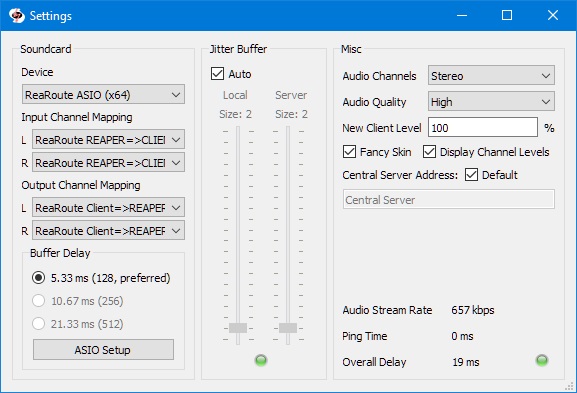 Settings
Soundcard
Device
ReaRoute ASIO (x64)
Input Channel Mapping
L ReaRoute REAPER=>CLIEN
R ReaRoute REAPER=>CLIEN
Output Channel Mapping
L ReaRoute Client=>REAPER
R ReaRoute Client=>REAPER
Buffer Delay
5.33 ms (128, preferred)
10.67 ms (256)
21.33 ms (512)
ASIO Setup
Jitter Buffer
Auto
Local Server
Size: 2 Size: 2
Misc
Audio Channels Stereo
Audio Quality High
New Client Level 100 %
Fancy Skin Display Channel Levels
Central Server Address: Default
Central Server
Audio Stream Rate 657 kbps
Ping Time 0 ms
Overall Delay 19 ms